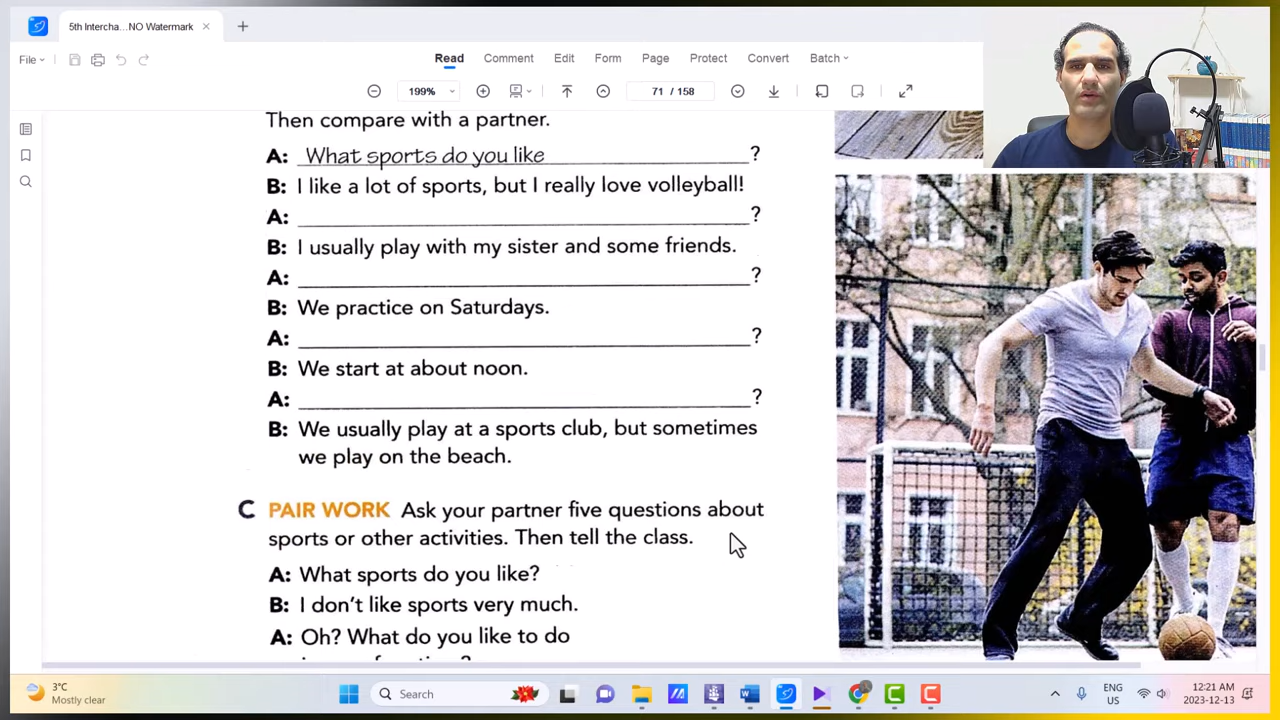 5th Intercha...NO Watermark
File
Read
Comment
Edit
Form
Page
Protect
Convert
Batch
199%
71 / 158
Then compare with a partner.
A: What sports do you like ?
B: I like a lot of sports, but I really love volleyball!
A: ?
B: I usually play with my sister and some friends.
A: ?
B: We practice on Saturdays.
A: ?
B: We start at about noon.
A: ?
B: We usually play at a sports club, but sometimes
we play on the beach.
C PAIR WORK Ask your partner five questions about
sports or other activities. Then tell the class.
A: What sports do you like?
B: I don't like sports very much.
A: Oh? What do you like to do
3°C
Mostly clear
Search
ENG
US
12:21 AM
2023-12-13